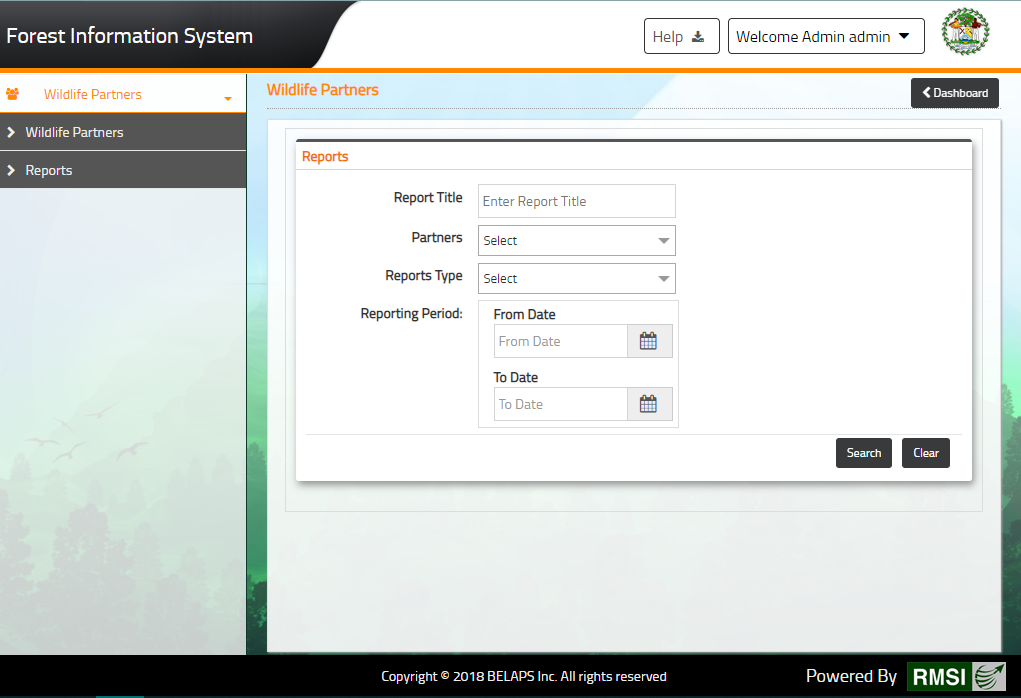 Forest Information System
Help
Welcome Admin admin
Wildlife Partners
Wildlife Partners
Reports
Wildlife Partners
Dashboard
Reports
Report Title
Enter Report Title
Partners
Select
Reports Type
Select
Reporting Period:
From Date
From Date
To Date
To Date
Search
Clear
Copyright © 2018 BELAPS Inc. All rights reserved
Powered By
RMSI